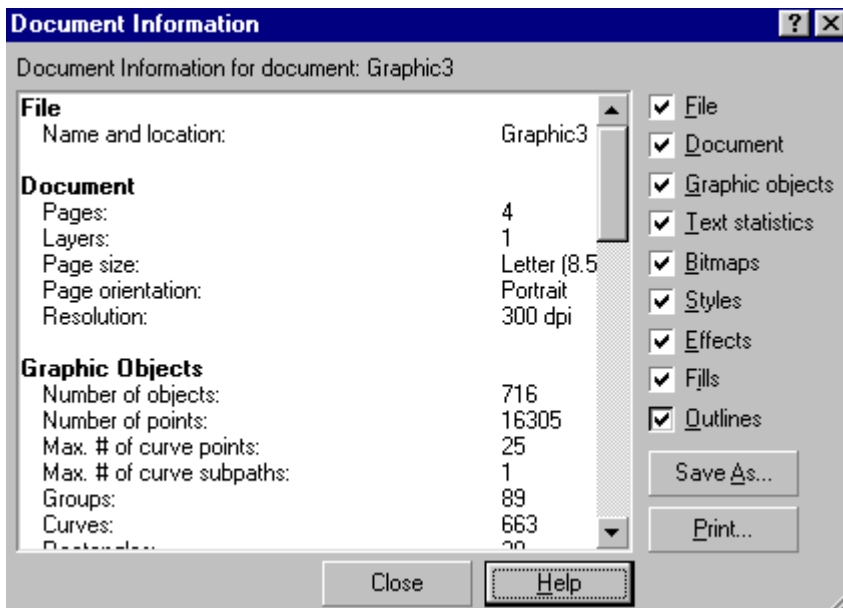 Document Information
Document Information for document: Graphic3
File
Name and location: Graphic3
Document
Pages: 4
Layers: 1
Page size: Letter (8.5
Page orientation: Portrait
Resolution: 300 dpi
Graphic Objects
Number of objects: 716
Number of points: 16305
Max. # of curve points: 25
Max. # of curve subpaths: 1
Groups: 89
Curves: 663
File
Document
Graphic objects
Text statistics
Bitmaps
Styles
Effects
Fills
Outlines
Save As...
Print...
Close
Help